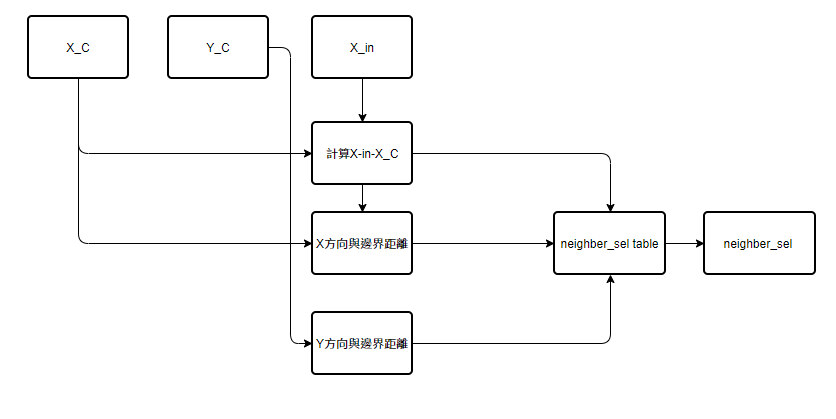 X_C
Y_C
X_in
計算X-in-X_C
X方向與邊界距離
neighber_sel table
neighber_sel
Y方向與邊界距離